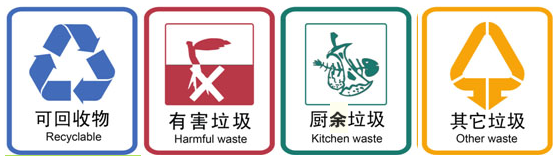 可回收物
Recyclable
有害垃圾
Harmful waste
厨余垃圾
Kitchen waste
其它垃圾
Other waste